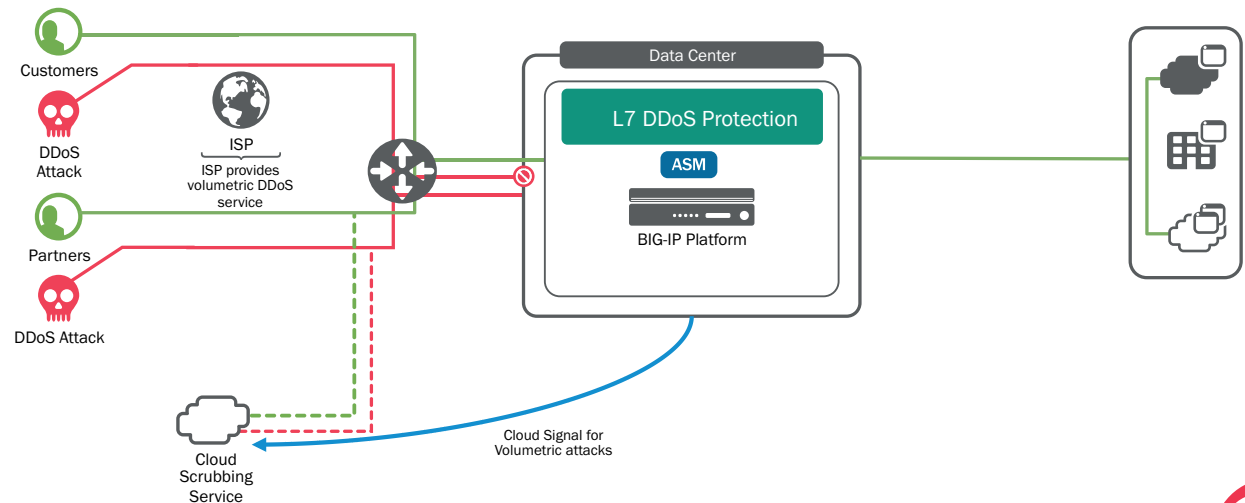 Customers
DDoS
Attack
ISP
ISP provides
volumetric DDoS
service
Partners
DDoS Attack
Data Center
L7 DDoS Protection
ASM
BIG-IP Platform
Cloud Signal for
Volumetric attacks
Cloud
Scrubbing
Service